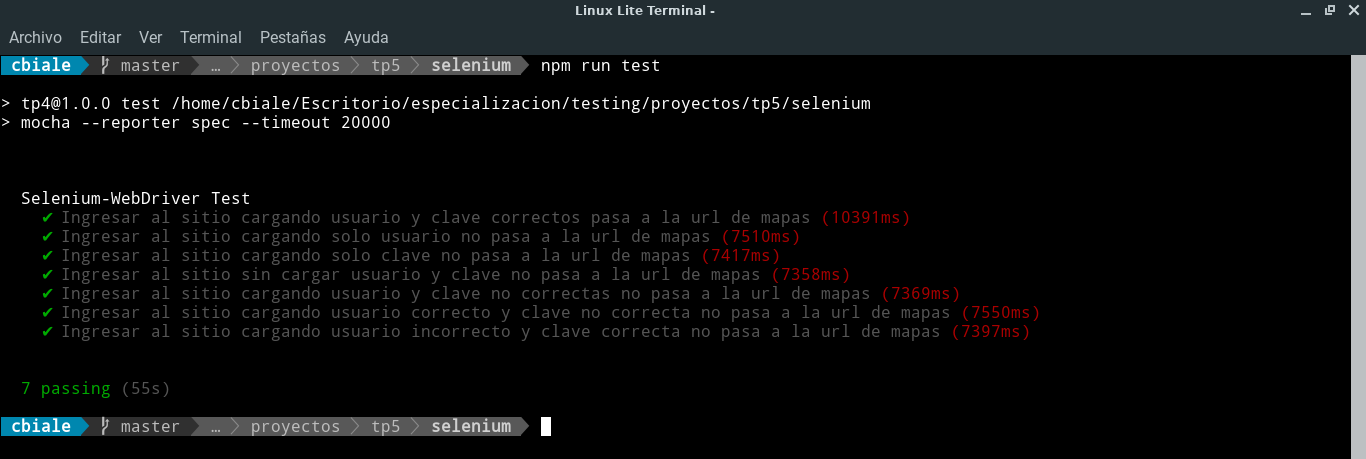 Linux Lite Terminal -
Archivo Editar Ver Terminal Pestañas Ayuda
cbiale master … proyectos tp5 selenium npm run test
> tp4@1.0.0 test /home/cbiale/Escritorio/especializacion/testing/proyectos/tp5/selenium
> mocha --reporter spec --timeout 20000
Selenium-WebDriver Test
✔ Ingresar al sitio cargando usuario y clave correctos pasa a la url de mapas (10391ms)
✔ Ingresar al sitio cargando solo usuario no pasa a la url de mapas (7510ms)
✔ Ingresar al sitio cargando solo clave no pasa a la url de mapas (7417ms)
✔ Ingresar al sitio sin cargar usuario y clave no pasa a la url de mapas (7358ms)
✔ Ingresar al sitio cargando usuario y clave no correctas no pasa a la url de mapas (7369ms)
✔ Ingresar al sitio cargando usuario correcto y clave no correcta no pasa a la url de mapas (7550ms)
✔ Ingresar al sitio cargando usuario incorrecto y clave correcta no pasa a la url de mapas (7397ms)
7 passing (55s)
cbiale master … proyectos tp5 selenium